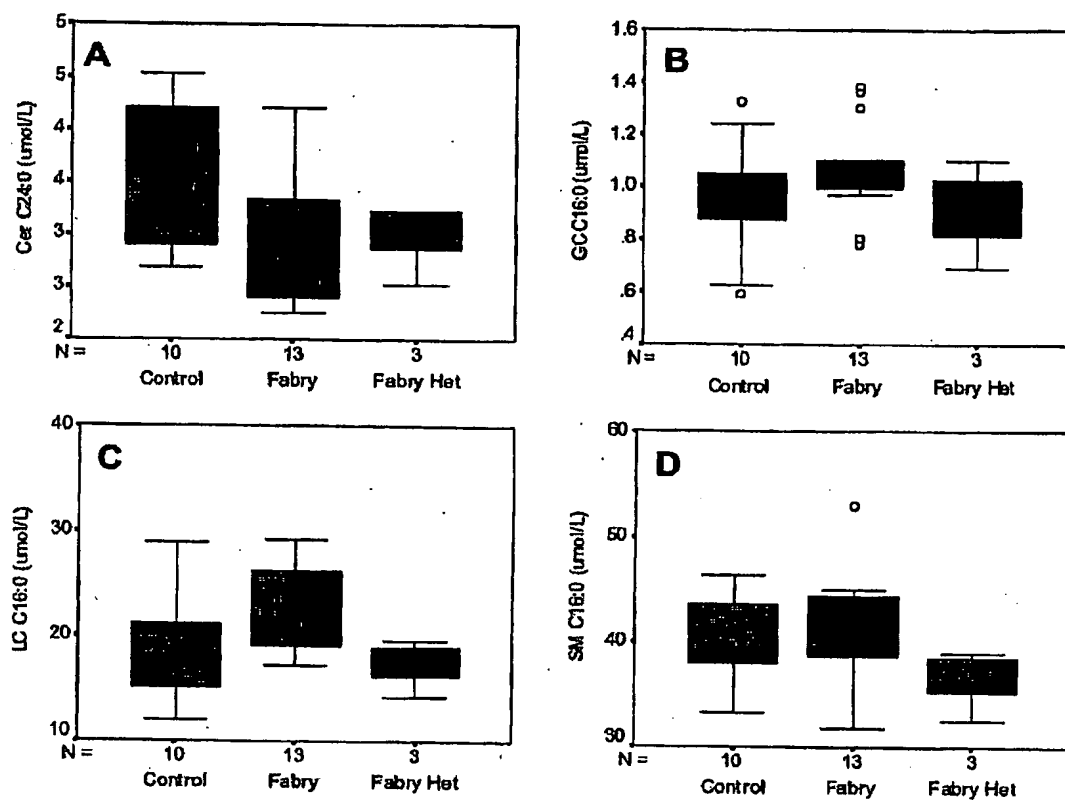 A
Cer C24:0 (umol/L)
5
5
4
4
3
3
2
N =
10
13
3
Control
Fabry
Fabry Het
B
GCC16:0 (umol/L)
1.6
1.4
1.2
1.0
.8
.6
.4
N =
10
13
3
Control
Fabry
Fabry Het
C
LC C16:0 (umol/L)
40
30
20
10
N =
10
13
3
Control
Fabry
Fabry Het
D
SM C16:0 (umol/L)
60
50
40
30
N =
10
13
3
Control
Fabry
Fabry Het